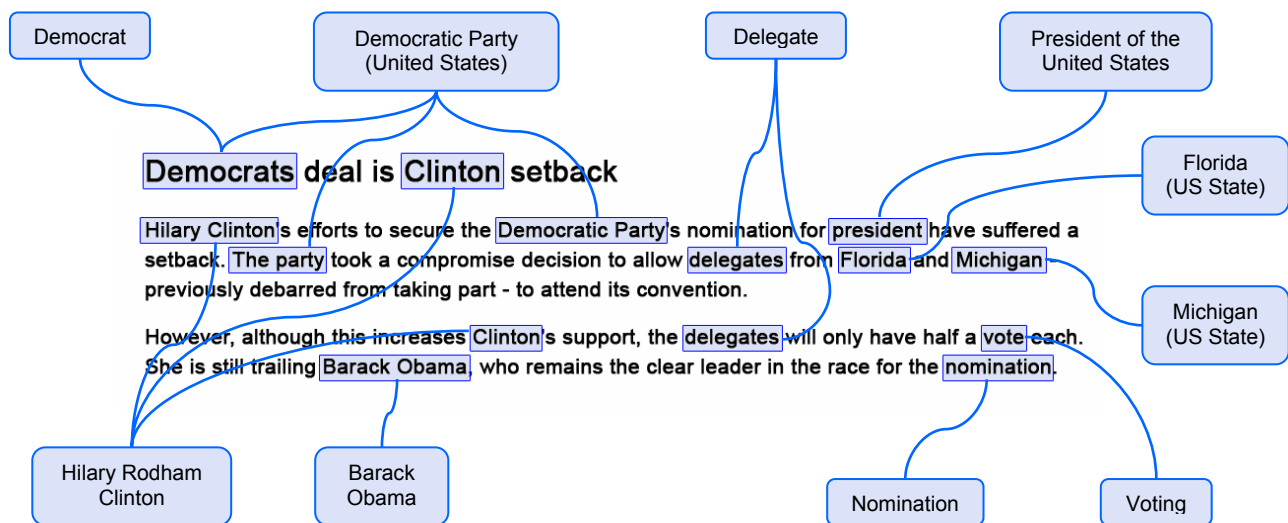 Democrat
Democratic Party
(United States)
Delegate
President of the
United States
Florida
(US State)
Democrats deal is Clinton setback
Hilary Clinton's efforts to secure the Democratic Party's nomination for president have suffered a
setback. The party took a compromise decision to allow delegates from Florida and Michigan -
previously debarred from taking part - to attend its convention.
Michigan
(US State)
However, although this increases Clinton's support, the delegates will only have half a vote each.
She is still trailing Barack Obama, who remains the clear leader in the race for the nomination.
Hilary Rodham
Clinton
Barack
Obama
Nomination
Voting